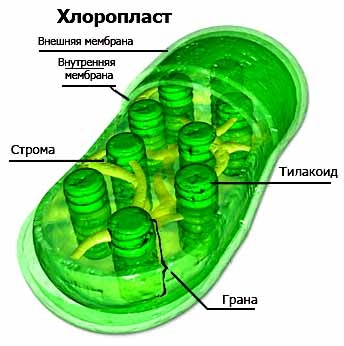 Хлоропласт
Внешняя мембрана
Внутренняя
мембрана
Строма
Тилакоид
Грана